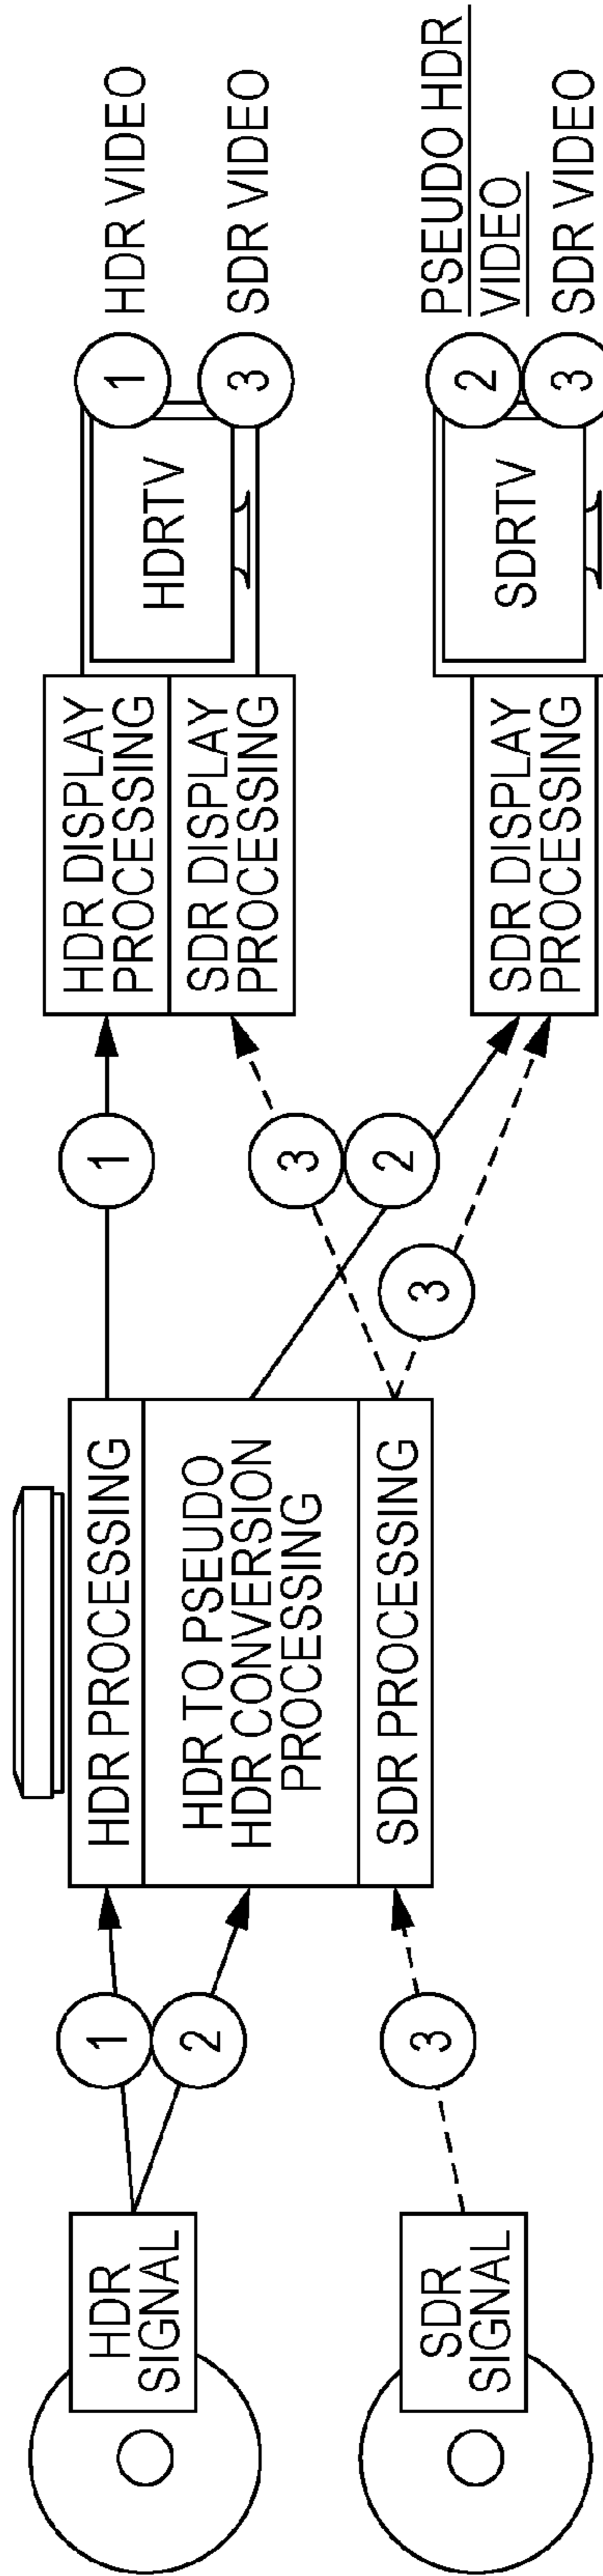 HDR
SIGNAL
SDR
SIGNAL
1
2
3
HDR PROCESSING
HDR TO PSEUDO
HDR CONVERSION
PROCESSING
SDR PROCESSING
1
3
2
3
HDR DISPLAY
PROCESSING
SDR DISPLAY
PROCESSING
SDR DISPLAY
PROCESSING
HDRTV
SDRTV
1
HDR VIDEO
3
SDR VIDEO
2
PSEUDO HDR
VIDEO
3
SDR VIDEO